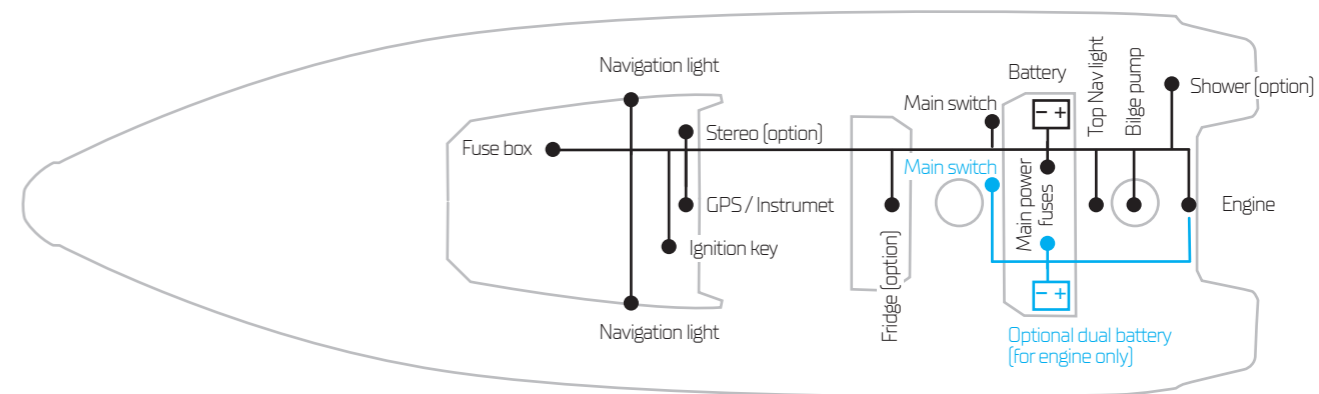 Navigation light
Battery
Top Nav light
Bilge pump
Shower (option)
Main switch
Stereo (option)
Fuse box
Main switch
Main power
fuses
GPS / Instrumet
Engine
Ignition key
Fridge (option)
Navigation light
Optional dual battery
(for engine only)
− +
− +